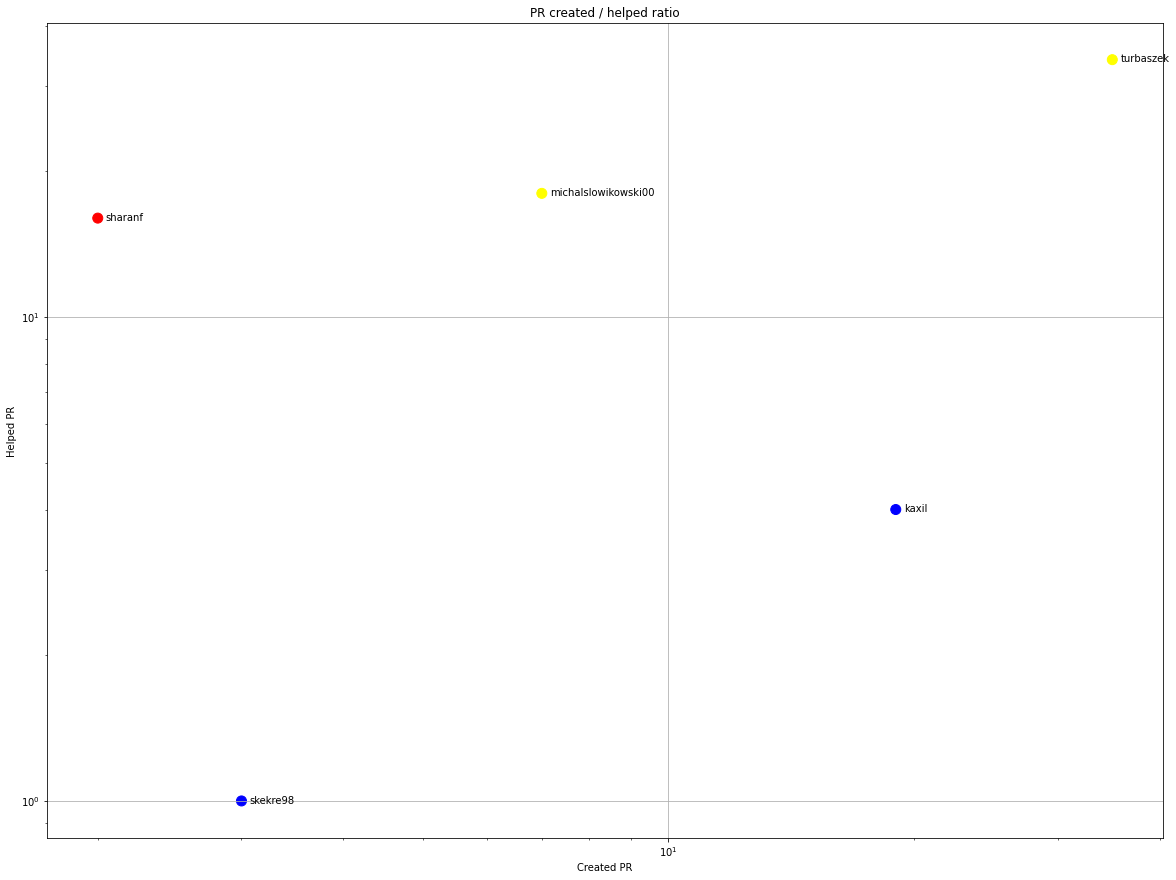 PR created / helped ratio
turbaszek
michalslowikowski00
sharanf
10¹
Helped PR
kaxil
10⁰
skekre98
10¹
Created PR